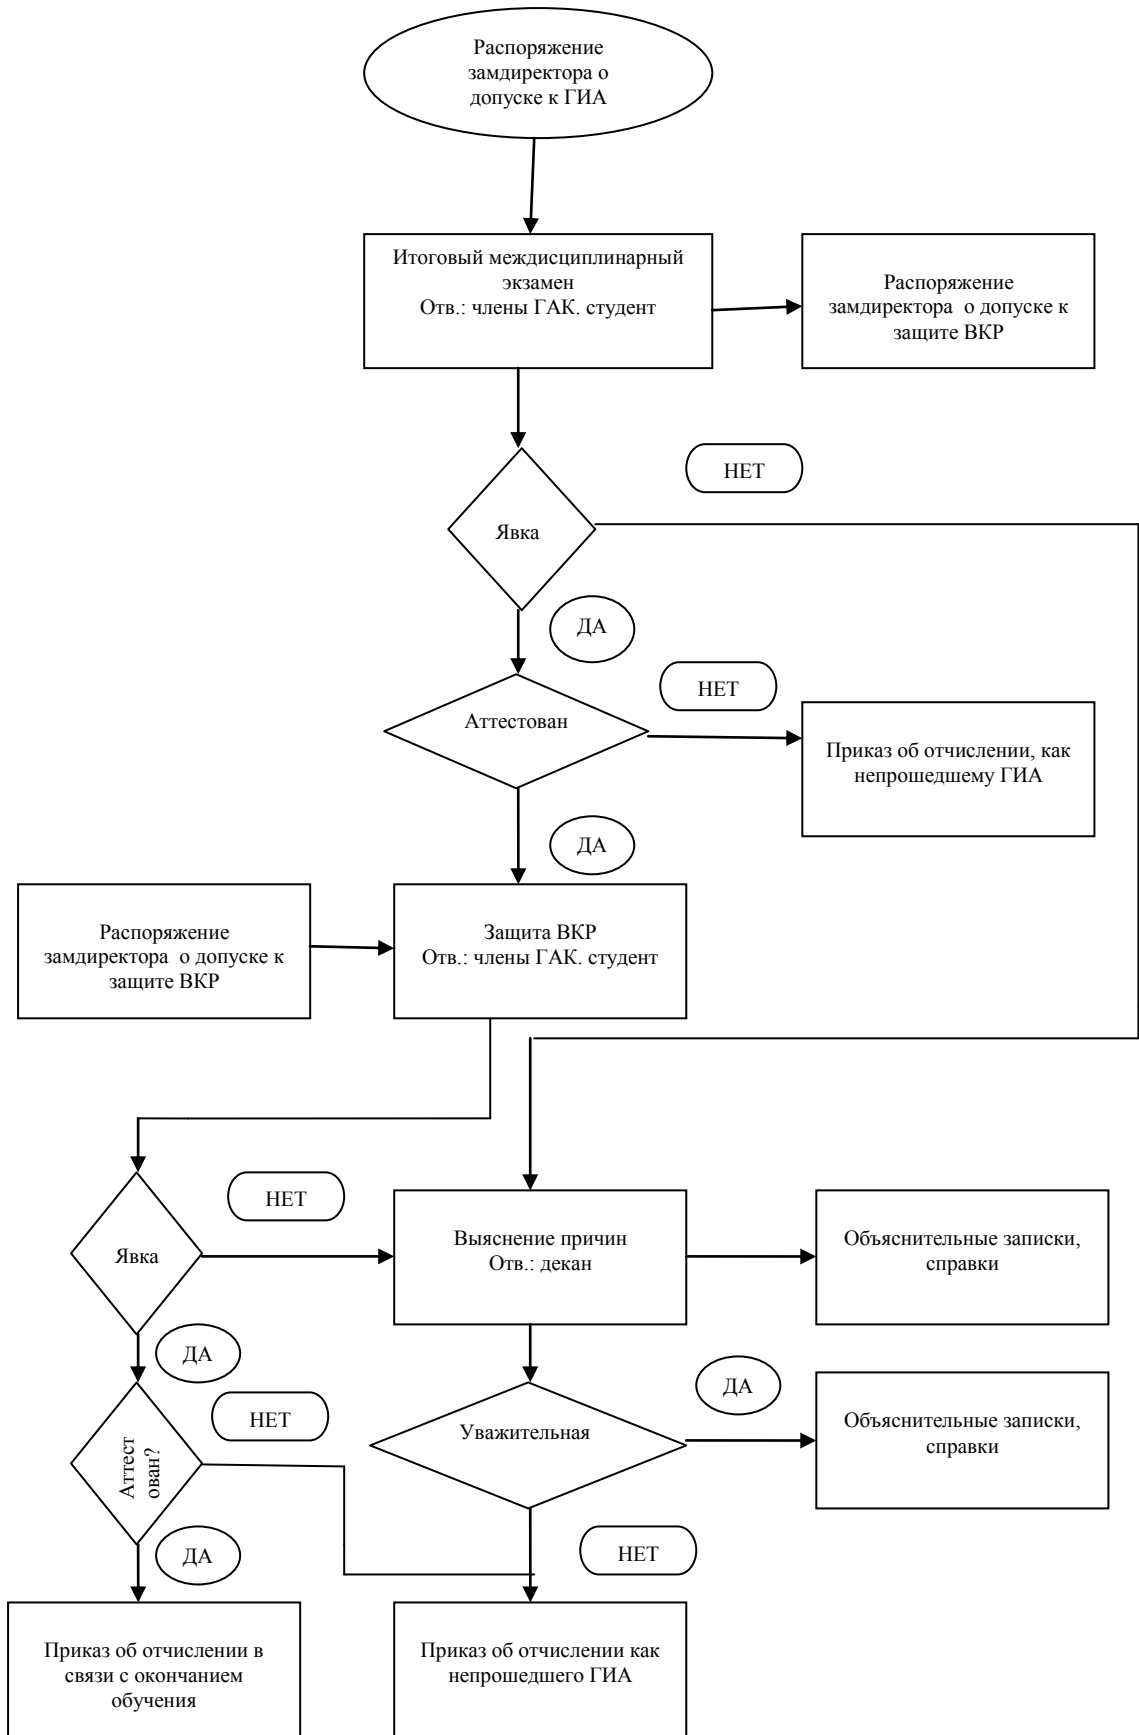 Распоряжение
замдиректора о
допуске к ГИА
Итоговый междисциплинарный
экзамен
Отв.: члены ГАК. студент
Распоряжение
замдиректора о допуске к
защите ВКР
НЕТ
Явка
ДА
НЕТ
Аттестован
Приказ об отчислении, как
непрошедшему ГИА
ДА
Распоряжение
замдиректора о допуске к
защите ВКР
Защита ВКР
Отв.: члены ГАК. студент
НЕТ
Явка
Выяснение причин
Отв.: декан
Объяснительные записки,
справки
ДА
ДА
НЕТ
Уважительная
Объяснительные записки,
справки
Аттест
ован?
ДА
НЕТ
Приказ об отчислении в
связи с окончанием
обучения
Приказ об отчислении как
непрошедшего ГИА